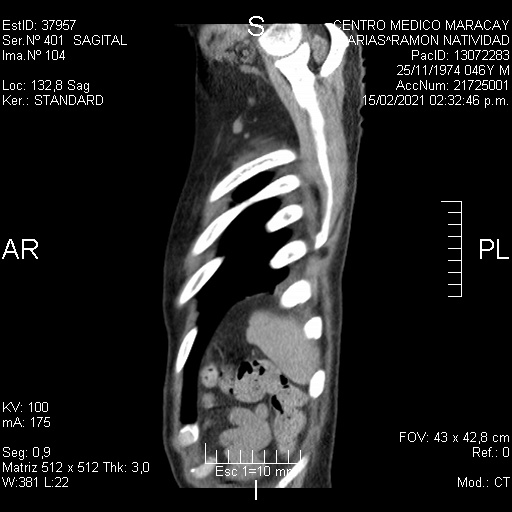 EstID: 37957
Ser.Nº 401 SAGITAL
Ima.Nº 104
Loc: 132,8 Sag
Ker.: STANDARD
S
CENTRO MEDICO MARACAY
ARIAS^RAMON NATIVIDAD
PacID: 13072283
25/11/1974 046Y M
AccNum: 21725001
15/02/2021 02:32:46 p.m.
AR
PL
KV: 100
mA: 175
Seg: 0,9
Matriz 512 x 512 Thk: 3,0
W:381 L:22
Esc 1=10 mm
I
FOV: 43 x 42,8 cm
Ref.: 0
Mod.: CT